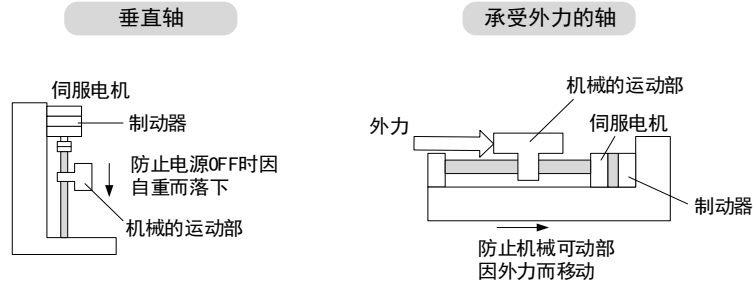 垂直轴
伺服电机
制动器
防止电源OFF时因
自重而落下
机械的运动部
承受外力的轴
机械的运动部
外力
伺服电机
制动器
防止机械可动部
因外力而移动